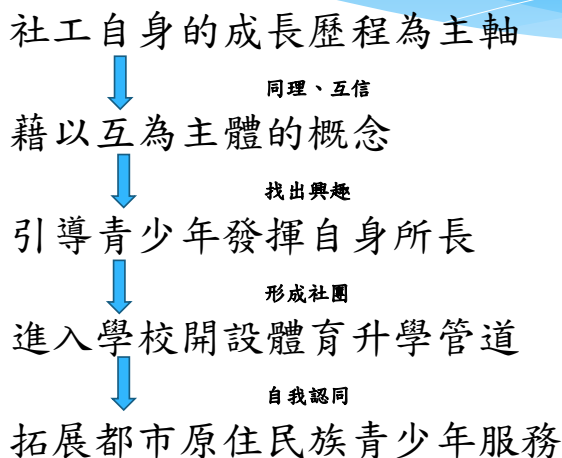 社工自身的成長歷程為主軸
同理、互信
藉以互為主體的概念
找出興趣
引導青少年發揮自身所長
形成社團
進入學校開設體育升學管道
自我認同
拓展都市原住民族青少年服務